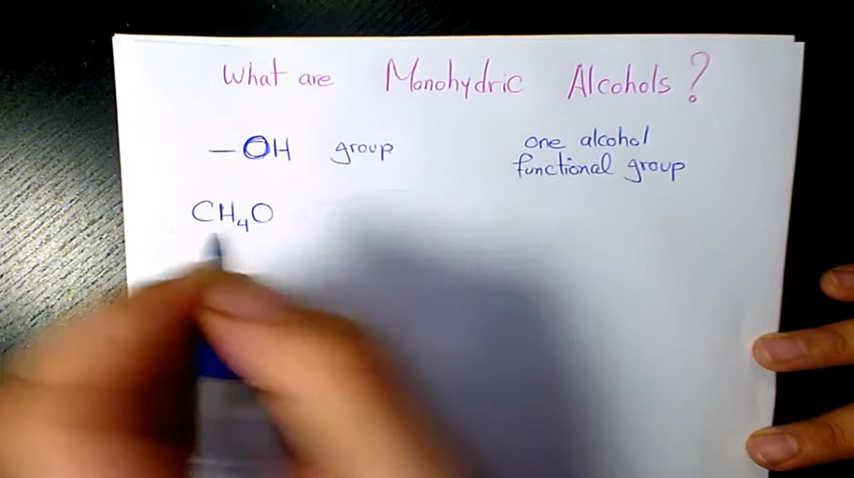 What are Monohydric Alcohols?
—OH group
one alcohol
functional group
CH₄O